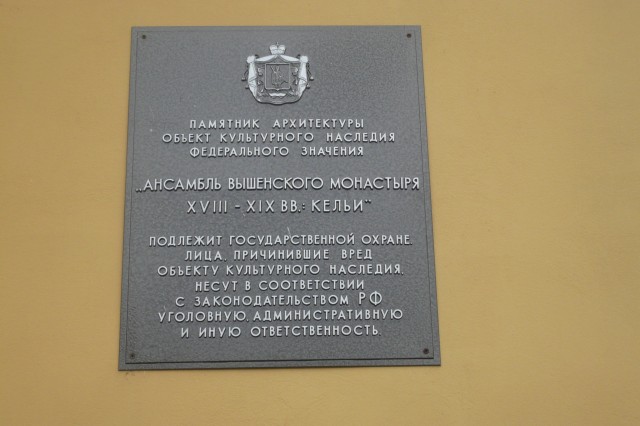 ПАМЯТНИК АРХИТЕКТУРЫ
ОБЪЕКТ КУЛЬТУРНОГО НАСЛЕДИЯ
ФЕДЕРАЛЬНОГО ЗНАЧЕНИЯ
„АНСАМБЛЬ ВЫШЕНСКОГО МОНАСТЫРЯ
XVIII - XIX ВВ.: КЕЛЬИ"
ПОДЛЕЖИТ ГОСУДАРСТВЕННОЙ ОХРАНЕ.
ЛИЦА, ПРИЧИНИВШИЕ ВРЕД
ОБЪЕКТУ КУЛЬТУРНОГО НАСЛЕДИЯ,
НЕСУТ В СООТВЕТСТВИИ
С ЗАКОНОДАТЕЛЬСТВОМ РФ
УГОЛОВНУЮ, АДМИНИСТРАТИВНУЮ
И ИНУЮ ОТВЕТСТВЕННОСТЬ.